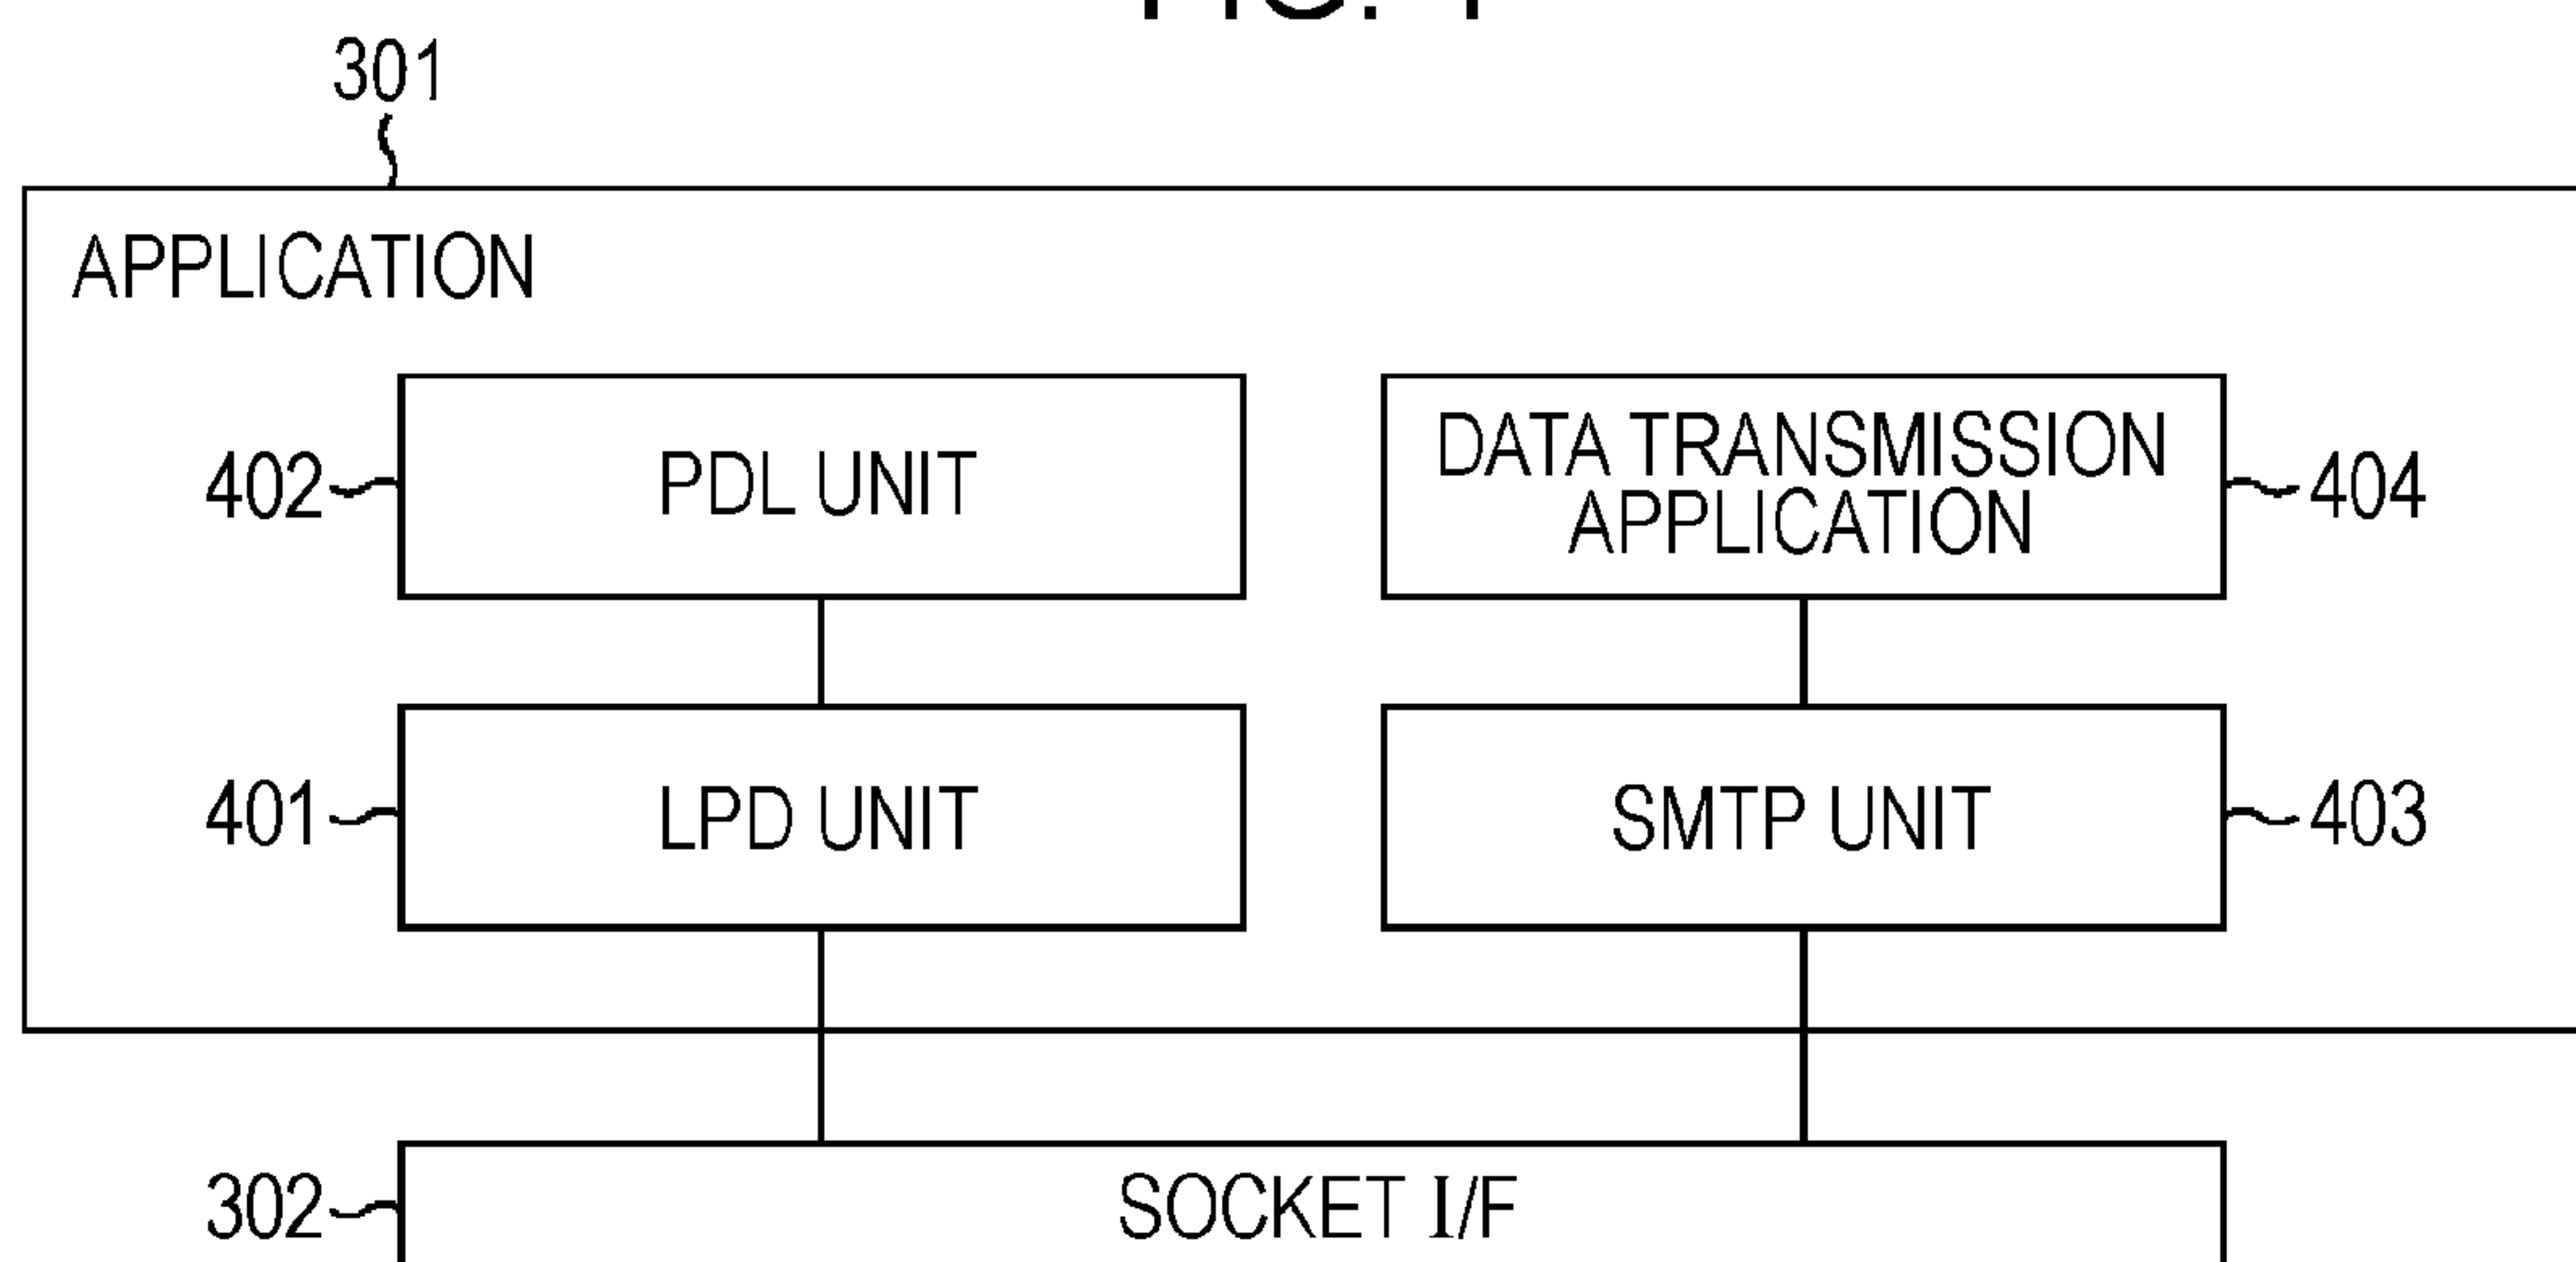 301
APPLICATION
402
PDL UNIT
DATA TRANSMISSION
APPLICATION
404
401
LPD UNIT
SMTP UNIT
403
302
SOCKET I/F